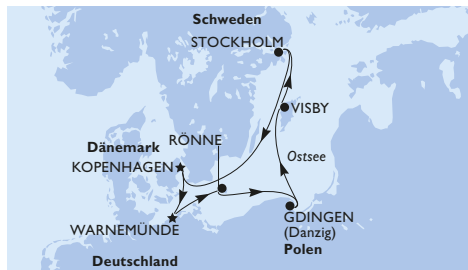 Schweden
STOCKHOLM
VISBY
Dänemark
RÖNNE
KOPENHAGEN
Ostsee
GDINGEN
(Danzig)
Polen
WARNEMÜNDE
Deutschland